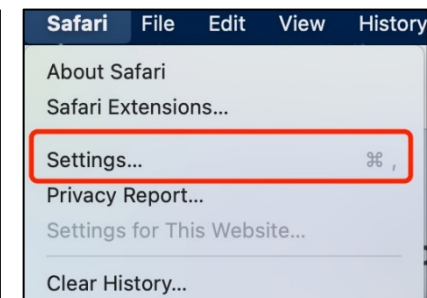 Safari File Edit View History
About Safari
Safari Extensions...
Settings... ⌘ ,
Privacy Report...
Settings for This Website...
Clear History...